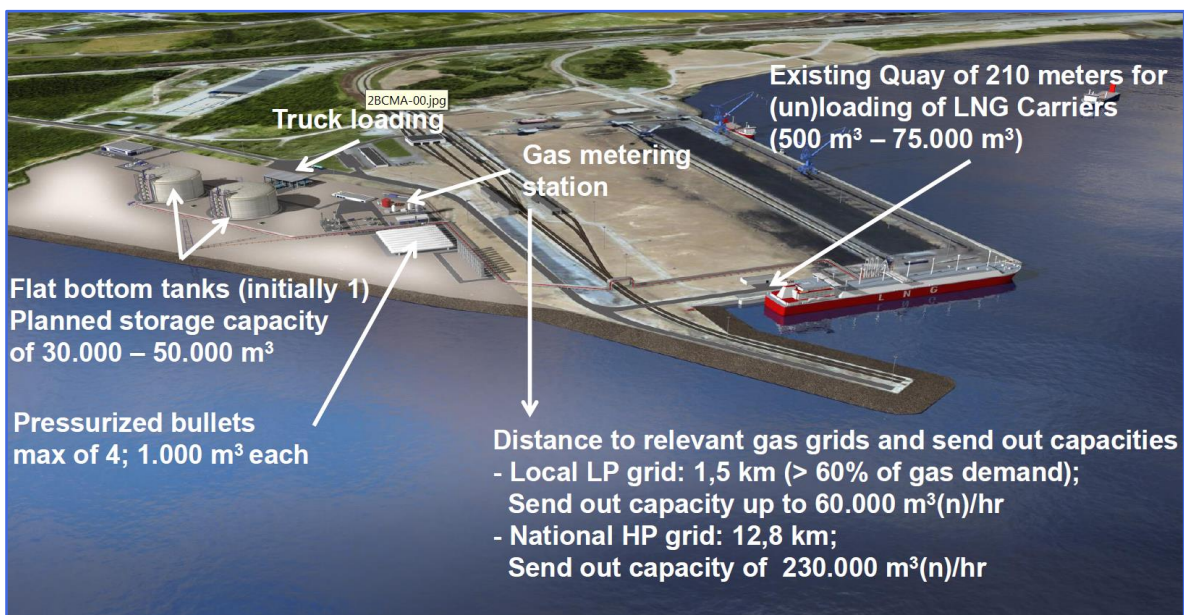 2BCMA-00.jpg
Truck loading
Gas metering
station
Existing Quay of 210 meters for
(un)loading of LNG Carriers
(500 m³ – 75.000 m³)
Flat bottom tanks (initially 1)
Planned storage capacity
of 30.000 – 50.000 m³
LNG
Pressurized bullets
max of 4; 1.000 m³ each
Distance to relevant gas grids and send out capacities
- Local LP grid: 1,5 km (> 60% of gas demand);
Send out capacity up to 60.000 m³(n)/hr
- National HP grid: 12,8 km;
Send out capacity of 230.000 m³(n)/hr